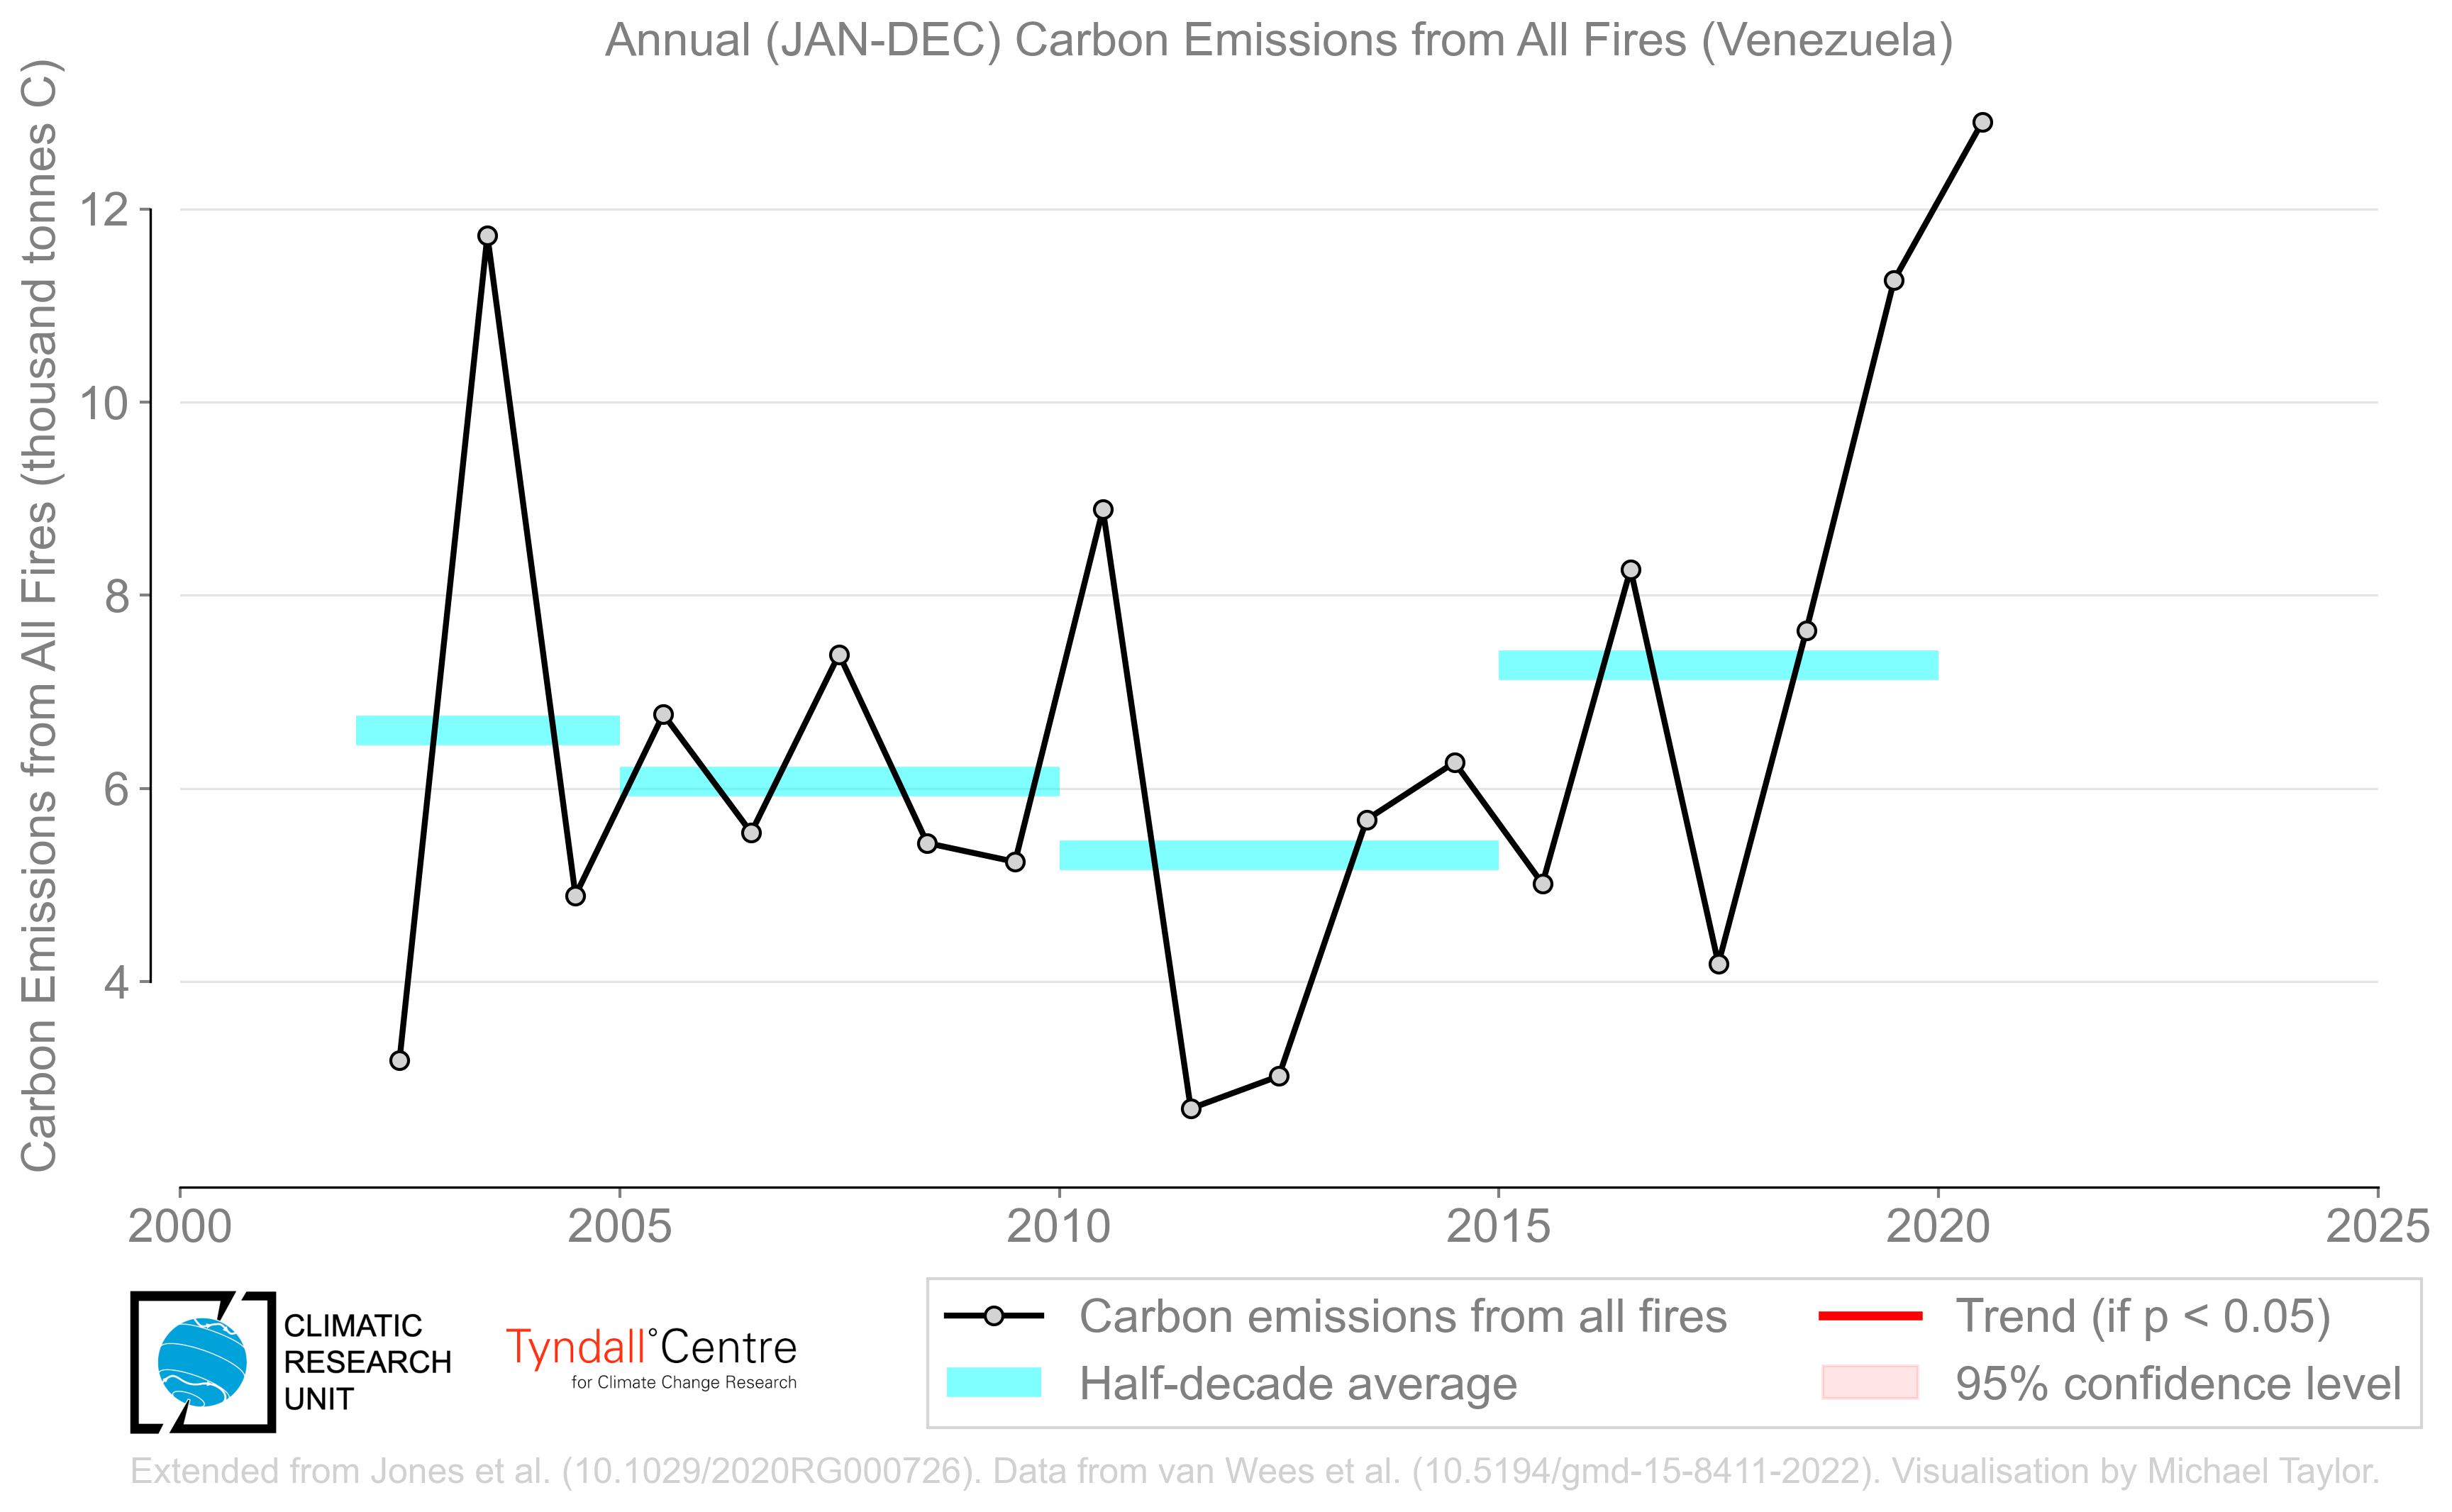 Annual (JAN-DEC) Carbon Emissions from All Fires (Venezuela)
Carbon Emissions from All Fires (thousand tonnes C)
12
10
8
6
4
2000 2005 2010 2015 2020 2025
CLIMATIC
RESEARCH
UNIT
Tyndall°Centre
for Climate Change Research
Carbon emissions from all fires
Half-decade average
Trend (if p < 0.05)
95% confidence level
Extended from Jones et al. (10.1029/2020RG000726). Data from van Wees et al. (10.5194/gmd-15-8411-2022). Visualisation by Michael Taylor.